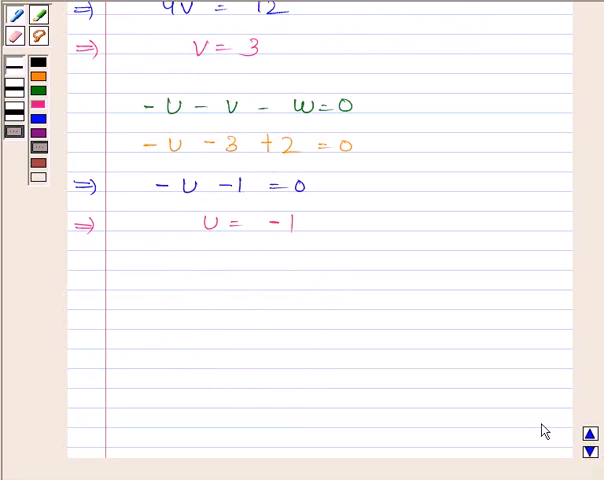 ⇒ 4V = 12
⇒ V = 3
- U - V - W = 0
- U - 3 + 2 = 0
⇒ - U - 1 = 0
⇒ U = - 1